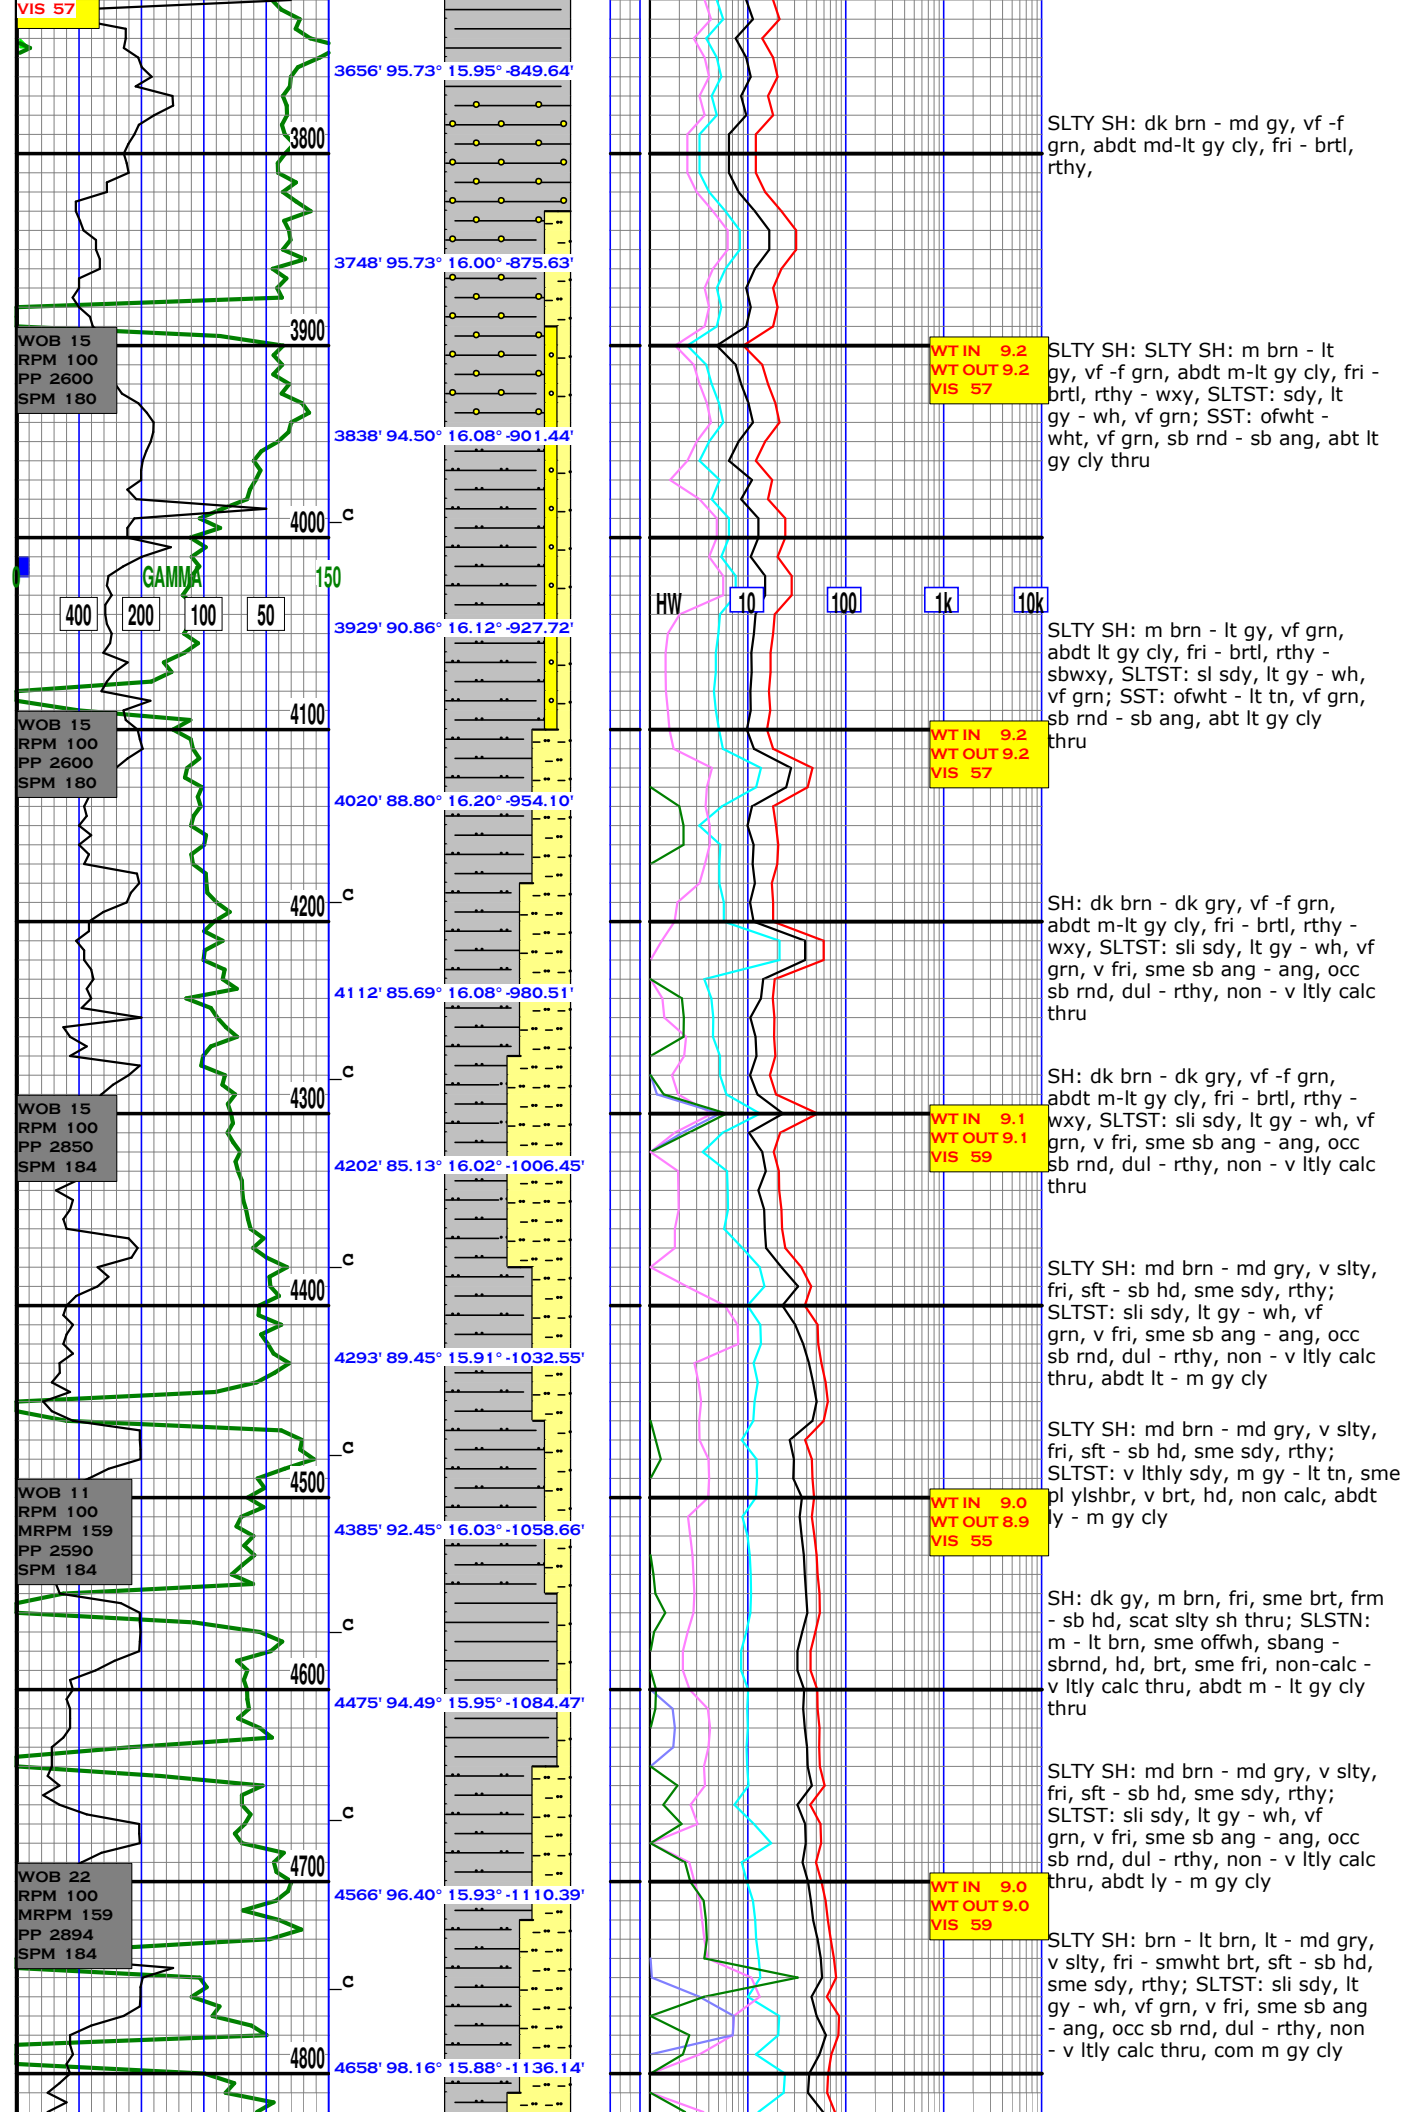 VIS 57
3656' 95.73° 15.95° -849.64'
SLTY SH: dk brn - md gy, vf -f
grn, abdt md-lt gy cly, fri - brtl,
rthy,
3800
3748' 95.73° 16.00° -875.63'
3900
WOB 15
RPM 100
PP 2600
SPM 180
WT IN 9.2
WT OUT 9.2
VIS 57
SLTY SH: SLTY SH: m brn - lt
gy, vf -f grn, abdt m-lt gy cly, fri -
brtl, rthy - wxy, SLTST: sdy, lt
gy - wh, vf grn; SST: ofwht -
wht, vf grn, sb rnd - sb ang, abt lt
gy cly thru
3838' 94.50° 16.08° -901.44'
4000
C
0 GAMMA 150
400 200 100 50
HW 10 100 1k 10k
3929' 90.86° 16.12° -927.72'
SLTY SH: m brn - lt gy, vf grn,
abdt lt gy cly, fri - brtl, rthy -
sbwxy, SLTST: sl sdy, lt gy - wh,
vf grn; SST: ofwht - lt tn, vf grn,
sb rnd - sb ang, abt lt gy cly
thru
4100
WOB 15
RPM 100
PP 2600
SPM 180
WT IN 9.2
WT OUT 9.2
VIS 57
4020' 88.80° 16.20° -954.10'
4200
C
SH: dk brn - dk gry, vf -f grn,
abdt m-lt gy cly, fri - brtl, rthy -
wxy, SLTST: sli sdy, lt gy - wh, vf
grn, v fri, sme sb ang - ang, occ
sb rnd, dul - rthy, non - v ltly calc
thru
4112' 85.69° 16.08° -980.51'
C
4300
SH: dk brn - dk gry, vf -f grn,
abdt m-lt gy cly, fri - brtl, rthy -
wxy, SLTST: sli sdy, lt gy - wh, vf
grn, v fri, sme sb ang - ang, occ
sb rnd, dul - rthy, non - v ltly calc
thru
WOB 15
RPM 100
PP 2850
SPM 184
WT IN 9.1
WT OUT 9.1
VIS 59
4202' 85.13° 16.02° -1006.45'
C
4400
SLTY SH: md brn - md gry, v slty,
fri, sft - sb hd, sme sdy, rthy;
SLTST: sli sdy, lt gy - wh, vf
grn, v fri, sme sb ang - ang, occ
sb rnd, dul - rthy, non - v ltly calc
thru, abdt lt - m gy cly
4293' 89.45° 15.91° -1032.55'
C
4500
SLTY SH: md brn - md gry, v slty,
fri, sft - sb hd, sme sdy, rthy;
SLTST: v lthly sdy, m gy - lt tn, sme
pl ylshbr, v brt, hd, non calc, abdt
ly - m gy cly
WOB 11
RPM 100
MRPM 159
PP 2590
SPM 184
WT IN 9.0
WT OUT 8.9
VIS 55
4385' 92.45° 16.03° -1058.66'
C
4600
SH: dk gy, m brn, fri, sme brt, frm
- sb hd, scat slty sh thru; SLSTN:
m - lt brn, sme offwh, sbang -
sbrnd, hd, brt, sme fri, non-calc -
v ltly calc thru, abdt m - lt gy cly
thru
4475' 94.49° 15.95° -1084.47'
C
4700
SLTY SH: md brn - md gry, v slty,
fri, sft - sb hd, sme sdy, rthy;
SLTST: sli sdy, lt gy - wh, vf
grn, v fri, sme sb ang - ang, occ
sb rnd, dul - rthy, non - v ltly calc
thru, abdt ly - m gy cly
WOB 22
RPM 100
MRPM 159
PP 2894
SPM 184
WT IN 9.0
WT OUT 9.0
VIS 59
4566' 96.40° 15.93° -1110.39'
C
4800
SLTY SH: brn - lt brn, lt - md gry,
v slty, fri - smwht brt, sft - sb hd,
sme sdy, rthy; SLTST: sli sdy, lt
gy - wh, vf grn, v fri, sme sb ang
- ang, occ sb rnd, dul - rthy, non
- v ltly calc thru, com m gy cly
4658' 98.16° 15.88° -1136.14'